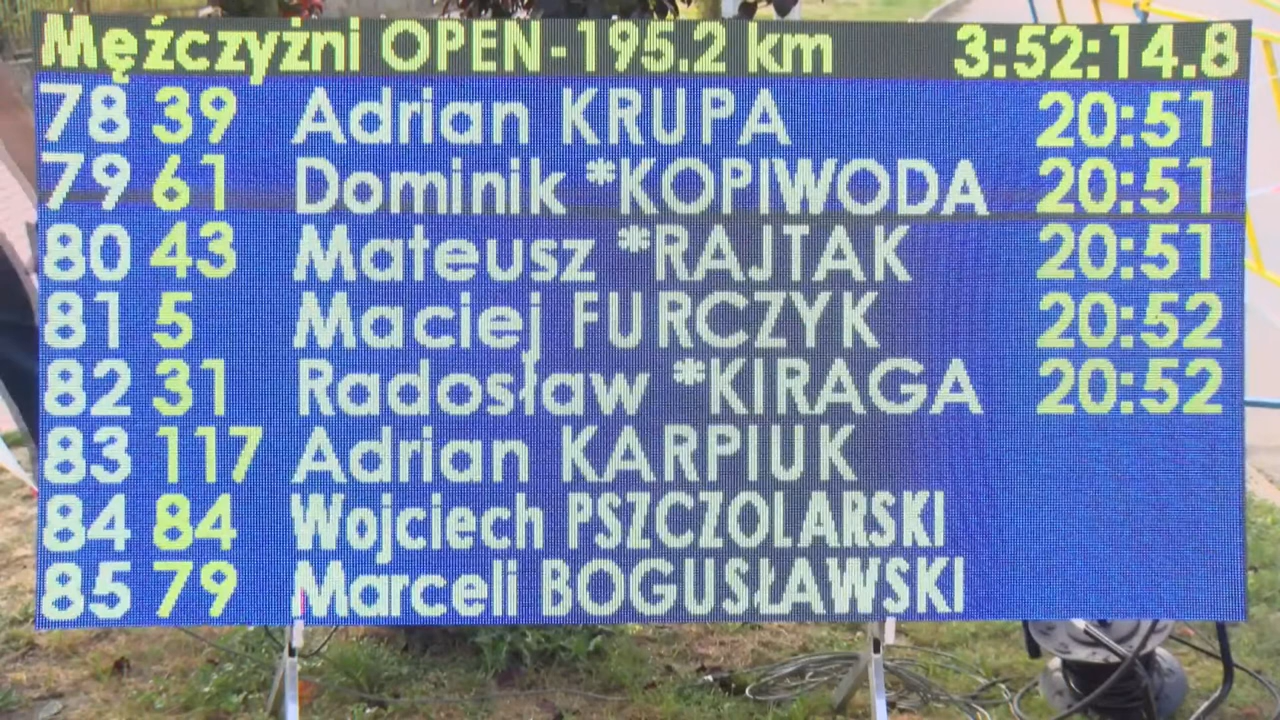 Mężczyźni OPEN - 195.2 km 3:52:14.8
78 39 Adrian KRUPA 20:51
79 61 Dominik *KOPIWODA 20:51
80 43 Mateusz *RAJTAK 20:51
81 5 Maciej FURCZYK 20:52
82 31 Radosław *KIRAGA 20:52
83 117 Adrian KARPIUK
84 84 Wojciech PSZCZOLARSKI
85 79 Marceli BOGUSŁAWSKI